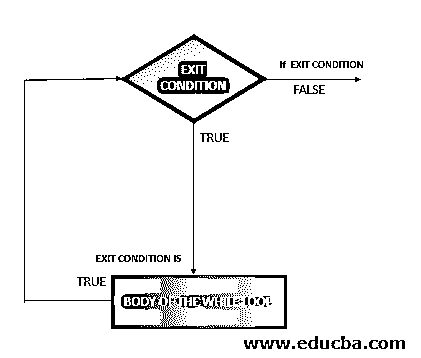 EXIT
CONDITION
If EXIT CONDITION
FALSE
TRUE
EXIT CONDITION IS
TRUE
BODY OF THE WHILE LOOP
www.educba.com